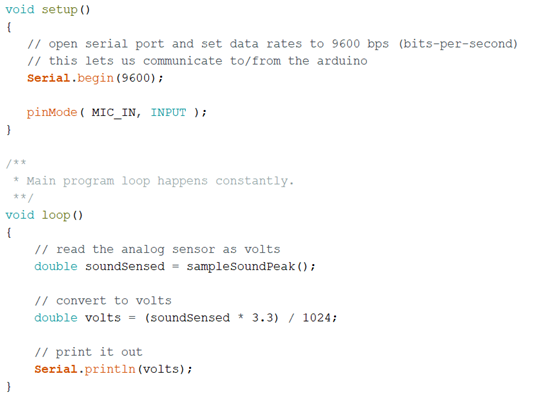 void setup()
{
// open serial port and set data rates to 9600 bps (bits-per-second)
// this lets us communicate to/from the arduino
Serial.begin(9600);
pinMode( MIC_IN, INPUT );
}
/**
* Main program loop happens constantly.
**/
void loop()
{
// read the analog sensor as volts
double soundSensed = sampleSoundPeak();
// convert to volts
double volts = (soundSensed * 3.3) / 1024;
// print it out
Serial.println(volts);
}